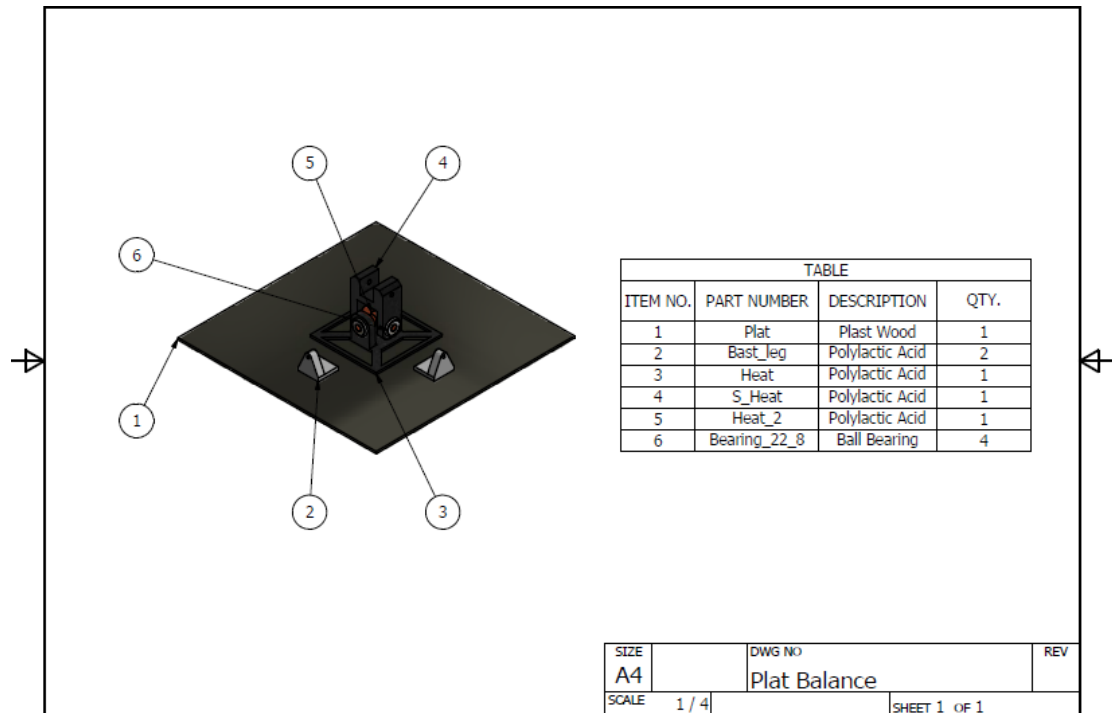 5
4
6
1
2
3
TABLE
ITEM NO. PART NUMBER DESCRIPTION QTY.
1 Plat Plast Wood 1
2 Bast_leg Polylactic Acid 2
3 Heat Polylactic Acid 1
4 S_Heat Polylactic Acid 1
5 Heat_2 Polylactic Acid 1
6 Bearing_22_8 Ball Bearing 4
SIZE DWG NO REV
A4 Plat Balance
SCALE 1 / 4 SHEET 1 OF 1